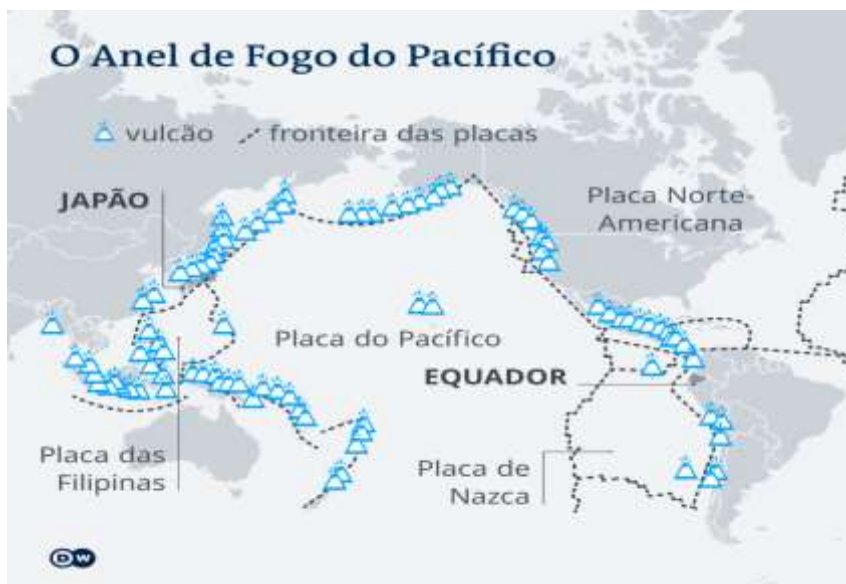 O Anel de Fogo do Pacífico
vulcão
fronteira das placas
JAPÃO
Placa Norte-
Americana
Placa do Pacífico
EQUADOR
Placa das
Filipinas
Placa de
Nazca
DW